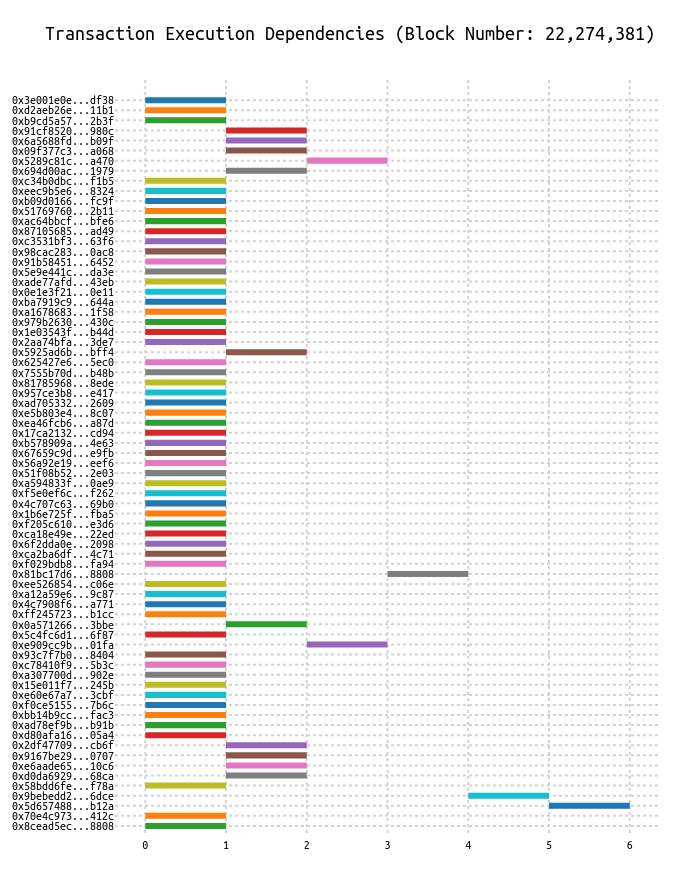 Transaction Execution Dependencies (Block Number: 22,274,381)
0x3e001e0e...df38
0xd2aeb26e...11b1
0xb9cd5a57...2b3f
0x91cf8520...980c
0x6a5688fd...b09f
0x09f377c3...a068
0x5289c81c...a470
0x694d00ac...1979
0xc34b0dbc...f1b5
0xeec9b5e6...8324
0xb09d0166...fc9f
0x51769760...2b11
0xac64bbcf...bfe6
0x87105685...ad49
0xc3531bf3...63f6
0x98cac283...0ac8
0x91b58451...6452
0x5e9e441c...da3e
0xade77afd...43eb
0x0e1e3f21...0e11
0xba7919c9...644a
0xa1678683...1f58
0x979b2630...430c
0x1e03543f...b44d
0x2aa74bfa...3de7
0x5925ad6b...bff4
0x625427e6...5ec0
0x7555b70d...b48b
0x81785968...8ede
0x957ce3b8...e417
0xad705332...2609
0xe5b803e4...8c07
0xea46fcb6...a87d
0x17ca2132...cd94
0xb578909a...4e63
0x67659c9d...e9fb
0x56a92e19...eef6
0x51f08b52...2e03
0xa594833f...0ae9
0xf5e0ef6c...f262
0x4c707c63...69b0
0x1b6e725f...fba5
0xf205c610...e3d6
0xca18e49e...22ed
0x6f2dda0e...2098
0xca2ba6df...4c71
0xf029bdb8...fa94
0x81bc17d6...8808
0xee526854...c06e
0xa12a59e6...9c87
0x4c7908f6...a771
0xff245723...b1cc
0x0a571266...3bbe
0x5c4fc6d1...6f87
0xe909cc9b...01fa
0x93c7f7b0...8404
0xc78410f9...5b3c
0xa307700d...902e
0x15e011f7...245b
0xe60e67a7...3cbf
0xf0ce5155...7b6c
0xbb14b9cc...fac3
0xad78ef9b...b91b
0xd80afa16...05a4
0x2df47709...cb6f
0x9167be29...0707
0xe6aade65...10c6
0xd0da6929...68ca
0x58bdd6fe...f78a
0x9bebedd2...6dce
0x5d657488...b12a
0x70e4c973...412c
0x8cead5ec...8808
0 1 2 3 4 5 6